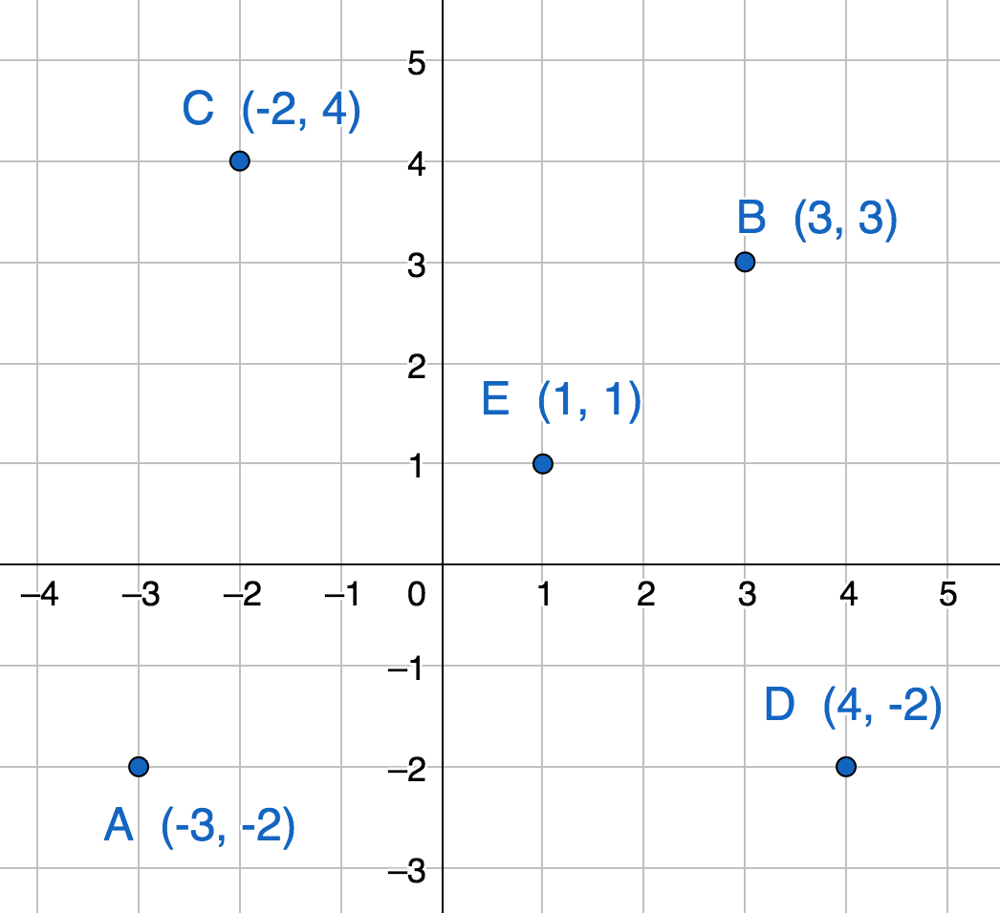 5
C (-2, 4)
4
B (3, 3)
3
2
E (1, 1)
1
–4 –3 –2 –1 0 1 2 3 4 5
–1
D (4, -2)
–2
A (-3, -2)
–3